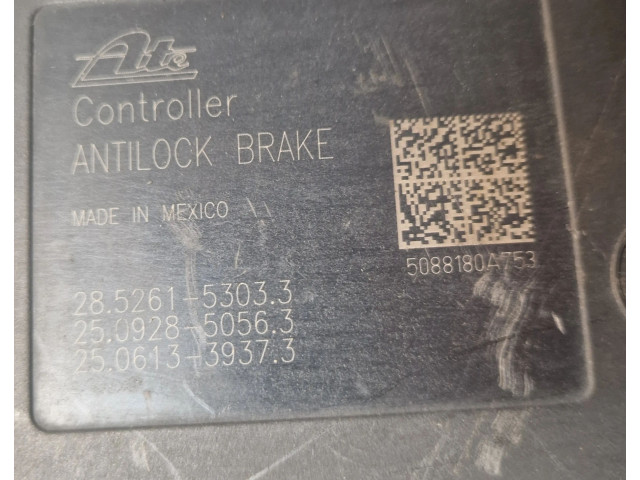 Ate
Controller
ANTILOCK BRAKE
MADE IN MEXICO
5088180A753
28.5261-5303.3
25.0928-5056.3
25.0613-3937.3